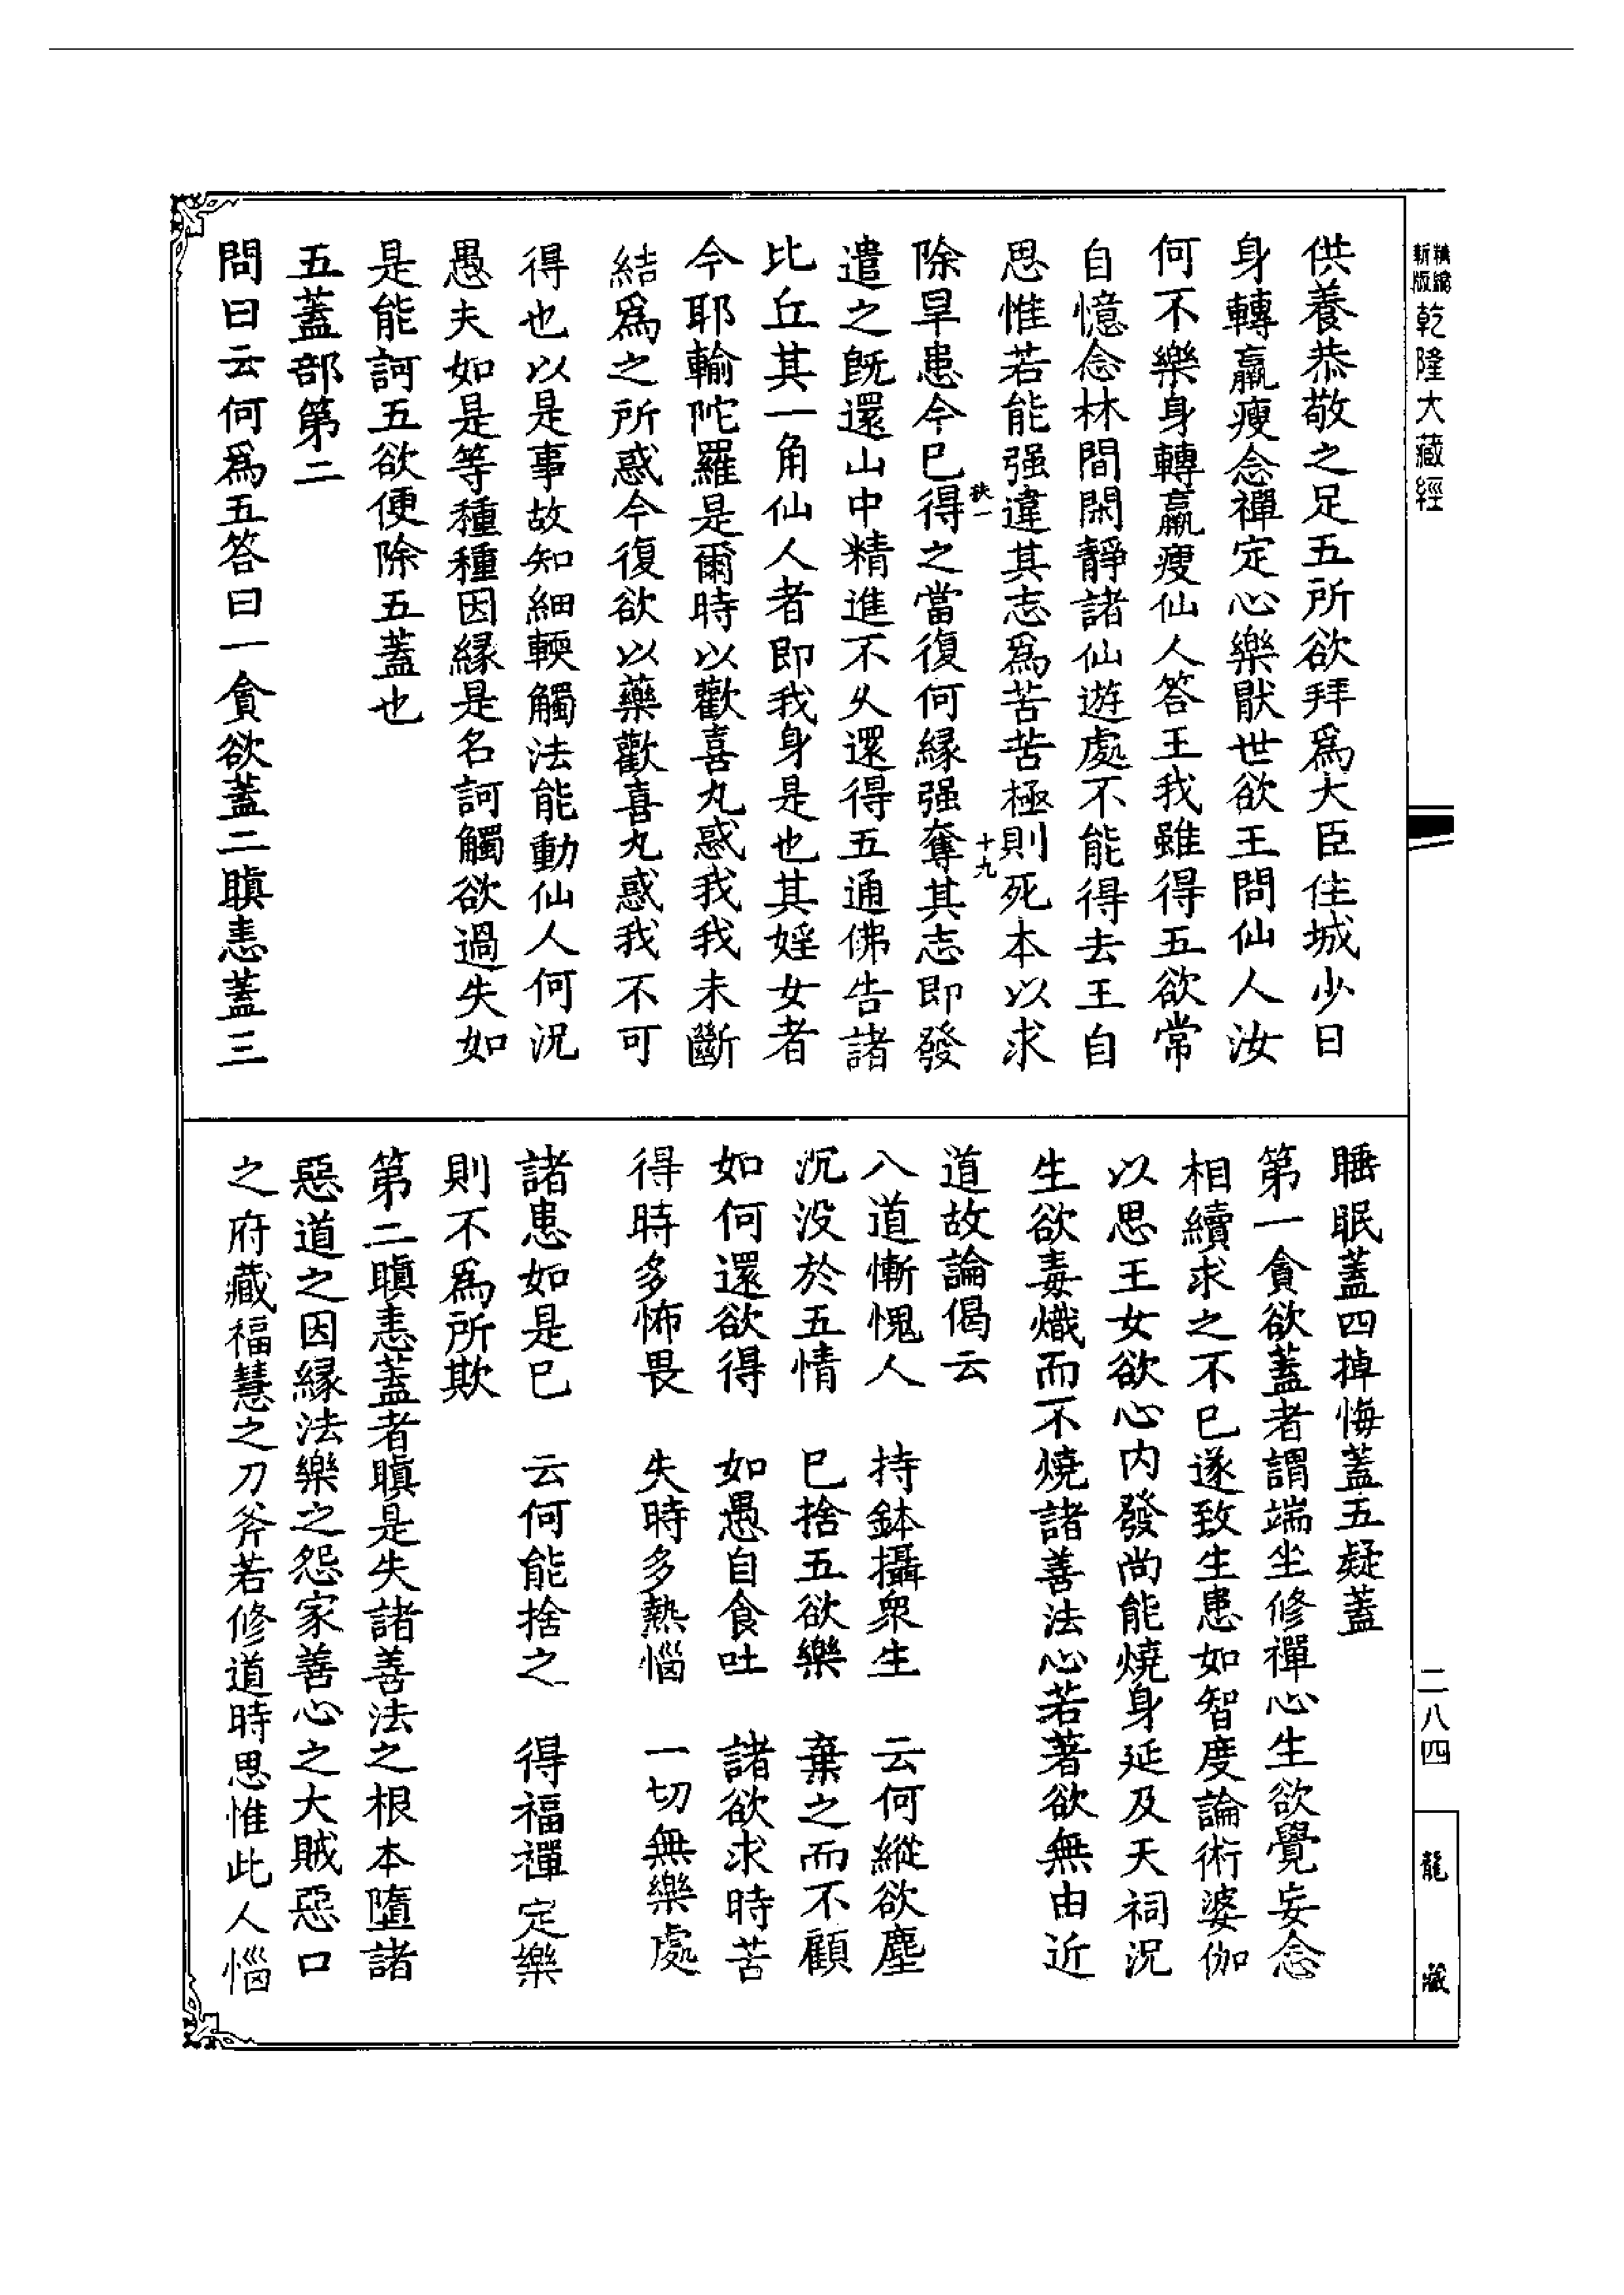 新版 精編 乾隆大藏經
供養恭敬之足五所欲拜爲大臣住城少日
身轉羸瘦念禪定心樂厭世欲王問仙人汝
何不樂身轉羸瘦仙人答王我雖得五欲常
自憶念林間閑靜諸仙遊處不能得去王自
思惟若能强違其志爲苦苦極則死本以求
狹一 十九
除旱患今已得之當復何緣强奪其志即發
遣之既還山中精進不久還得五通佛告諸
比丘其一角仙人者即我身是也其婬女者
今耶輸陀羅是爾時以歡喜丸惑我我未斷
結爲之所惑今復欲以藥歡喜丸惑我不可
得也以是事故知細輭觸法能動仙人何況
愚夫如是等種種因緣是名訶觸欲過失如
是能訶五欲便除五蓋也
五蓋部第二
問曰云何爲五答曰一貪欲蓋二瞋恚蓋三
睡眠蓋四掉悔蓋五疑蓋
第一貪欲蓋者謂端坐修禪心生欲覺妄念
相續求之不已遂致生患如智度論術婆伽
以思王女欲心內發尚能燒身延及天祠況
生欲毒熾而不燒諸善法心若著欲無由近
道故論偈云
八道慚愧人 持鉢攝眾生 云何縱欲塵
沉没於五情 已捨五欲樂 棄之而不顧
如何還欲得 如愚自食吐 諸欲求時苦
得時多怖畏 失時多熱惱 一切無樂處
諸患如是已 云何能捨之 得福禪定樂
則不爲所欺
第二瞋恚蓋者瞋是失諸善法之根本墮諸
惡道之因緣法樂之怨家善心之大賊惡口
之府藏福慧之刀斧若修道時思惟此人惱
二八四
龍藏